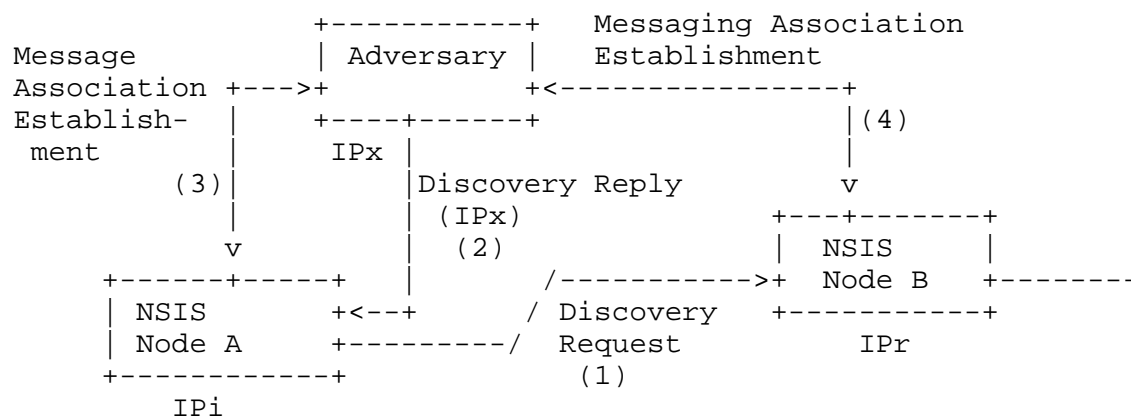 Messaging Association
Message Adversary Establishment
Association
Establish- (4)
ment IPx
(3) Discovery Reply
(IPx)
(2) NSIS
Node B
NSIS Discovery
Node A Request IPr
(1)
IPi